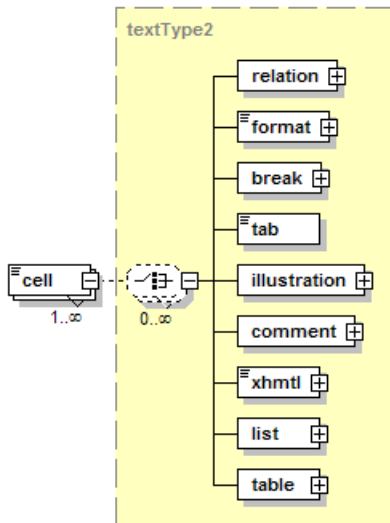 textType2
relation
format
break
tab
illustration
cell
1..∞
0..∞
comment
xhmtl
list
table